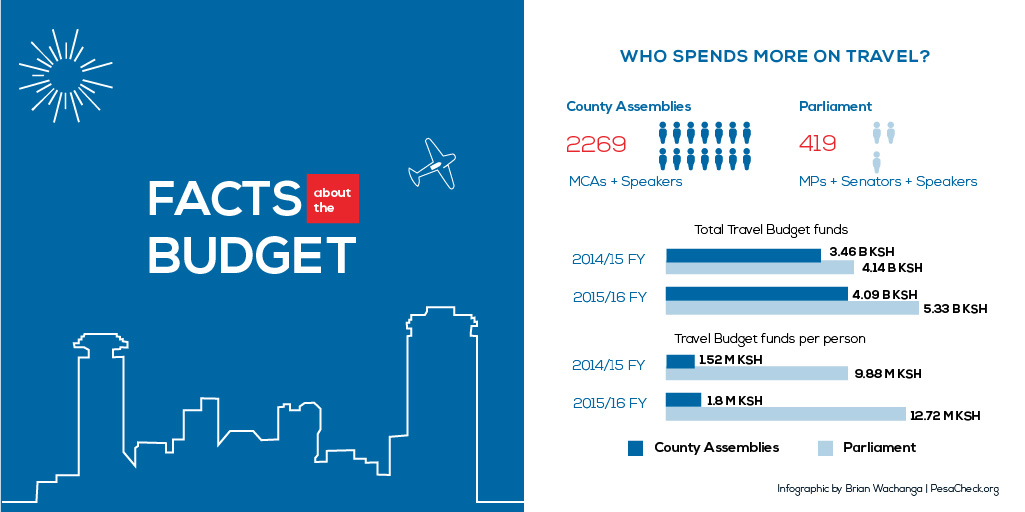 FACTS about
the
BUDGET
WHO SPENDS MORE ON TRAVEL?
County Assemblies
2269
MCAs + Speakers
Parliament
419
MPs + Senators + Speakers
Total Travel Budget funds
2014/15 FY
3.46 B KSH
4.14 B KSH
2015/16 FY
4.09 B KSH
5.33 B KSH
Travel Budget funds per person
2014/15 FY
1.52 M KSH
9.88 M KSH
2015/16 FY
1.8 M KSH
12.72 M KSH
County Assemblies
Parliament
Infographic by Brian Wachanga | PesaCheck.org